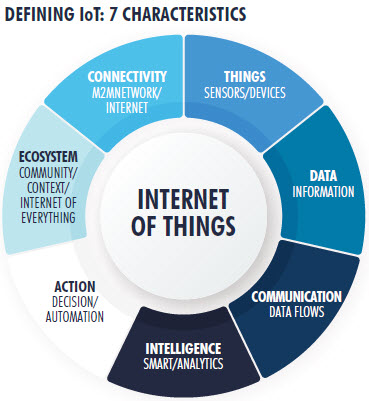 DEFINING IoT: 7 CHARACTERISTICS
CONNECTIVITY
M2MNETWORK/
INTERNET
THINGS
SENSORS/DEVICES
DATA
INFORMATION
COMMUNICATION
DATA FLOWS
INTELLIGENCE
SMART/ANALYTICS
ACTION
DECISION/
AUTOMATION
ECOSYSTEM
COMMUNITY/
CONTEXT/
INTERNET OF
EVERYTHING
INTERNET
OF THINGS